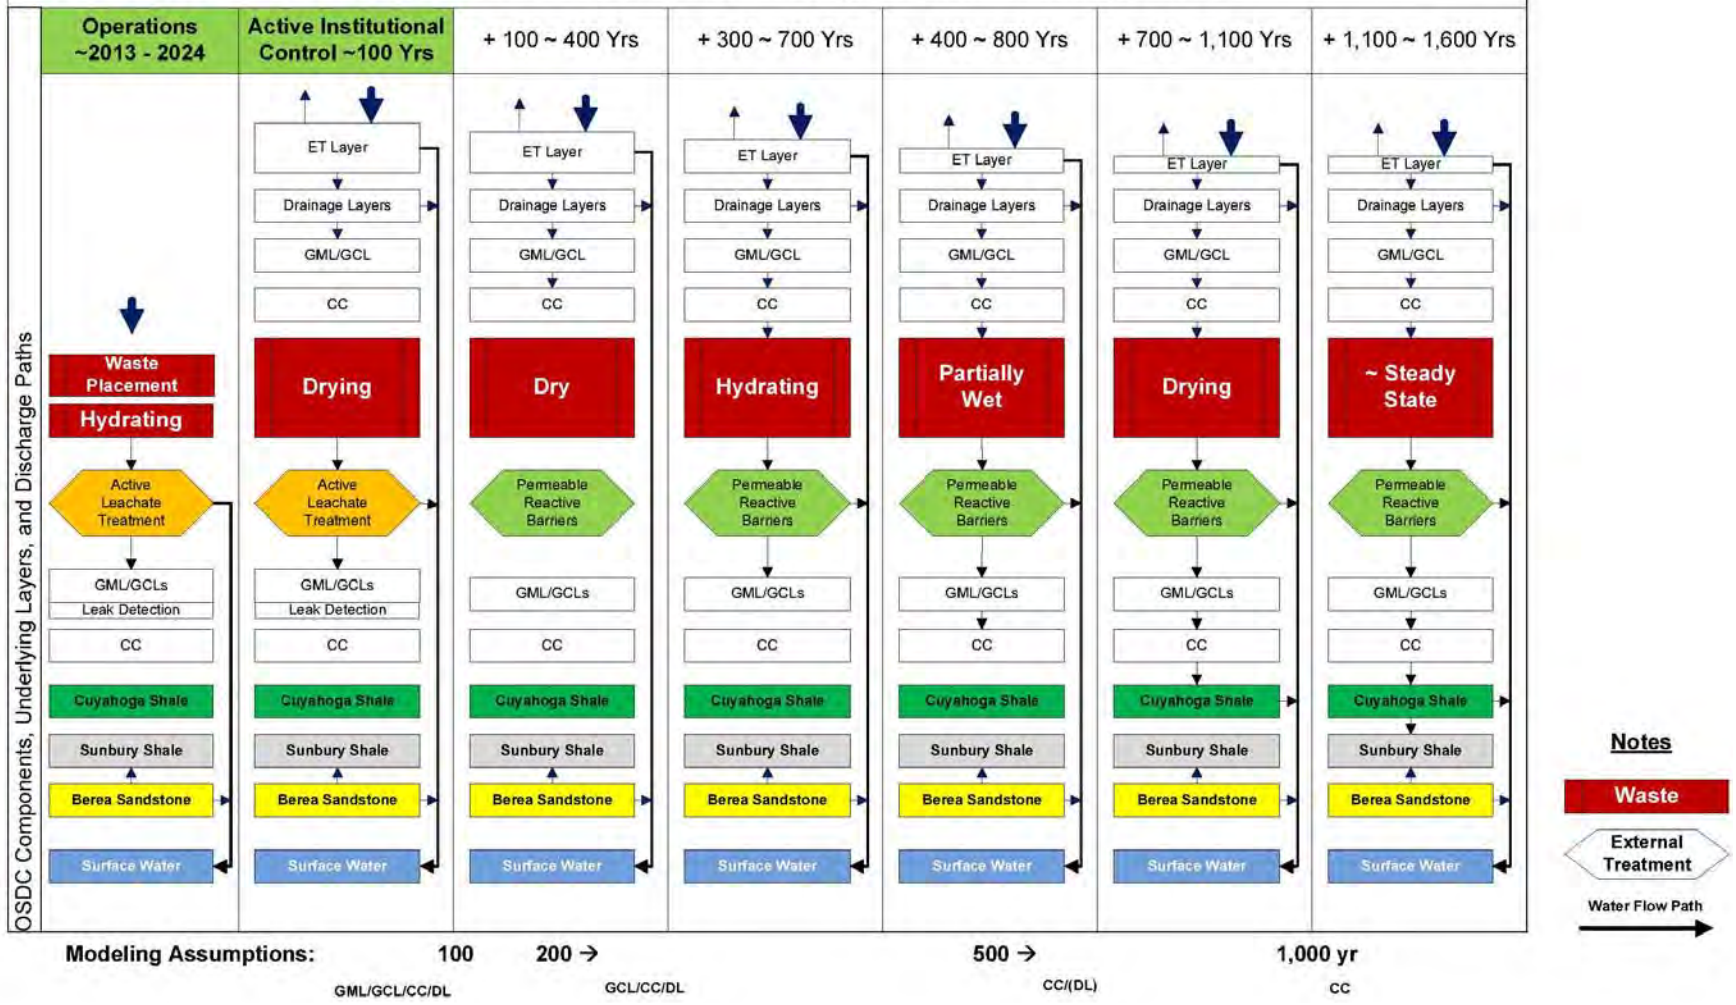 OSDC Components, Underlying Layers, and Discharge Paths
Operations
~2013 - 2024
Active Institutional
Control ~100 Yrs
+ 100 ~ 400 Yrs
+ 300 ~ 700 Yrs
+ 400 ~ 800 Yrs
+ 700 ~ 1,100 Yrs
+ 1,100 ~ 1,600 Yrs
Waste
Placement
Hydrating
Active
Leachate
Treatment
GML/GCLs
Leak Detection
CC
Cuyahoga Shale
Sunbury Shale
Berea Sandstone
Surface Water
ET Layer
Drainage Layers
GML/GCL
CC
Drying
Active
Leachate
Treatment
GML/GCLs
Leak Detection
CC
Cuyahoga Shale
Sunbury Shale
Berea Sandstone
Surface Water
ET Layer
Drainage Layers
GML/GCL
CC
Dry
Permeable
Reactive
Barriers
GML/GCLs
CC
Cuyahoga Shale
Sunbury Shale
Berea Sandstone
Surface Water
ET Layer
Drainage Layers
GML/GCL
CC
Hydrating
Permeable
Reactive
Barriers
GML/GCLs
CC
Cuyahoga Shale
Sunbury Shale
Berea Sandstone
Surface Water
ET Layer
Drainage Layers
GML/GCL
CC
Partially
Wet
Permeable
Reactive
Barriers
GML/GCLs
CC
Cuyahoga Shale
Sunbury Shale
Berea Sandstone
Surface Water
ET Layer
Drainage Layers
GML/GCL
CC
Drying
Permeable
Reactive
Barriers
GML/GCLs
CC
Cuyahoga Shale
Sunbury Shale
Berea Sandstone
Surface Water
ET Layer
Drainage Layers
GML/GCL
CC
~ Steady
State
Permeable
Reactive
Barriers
GML/GCLs
CC
Cuyahoga Shale
Sunbury Shale
Berea Sandstone
Surface Water
Notes
Waste
External
Treatment
Water Flow Path
Modeling Assumptions: 100 200 → 500 → 1,000 yr
GML/GCL/CC/DL GCL/CC/DL CC/(DL) CC